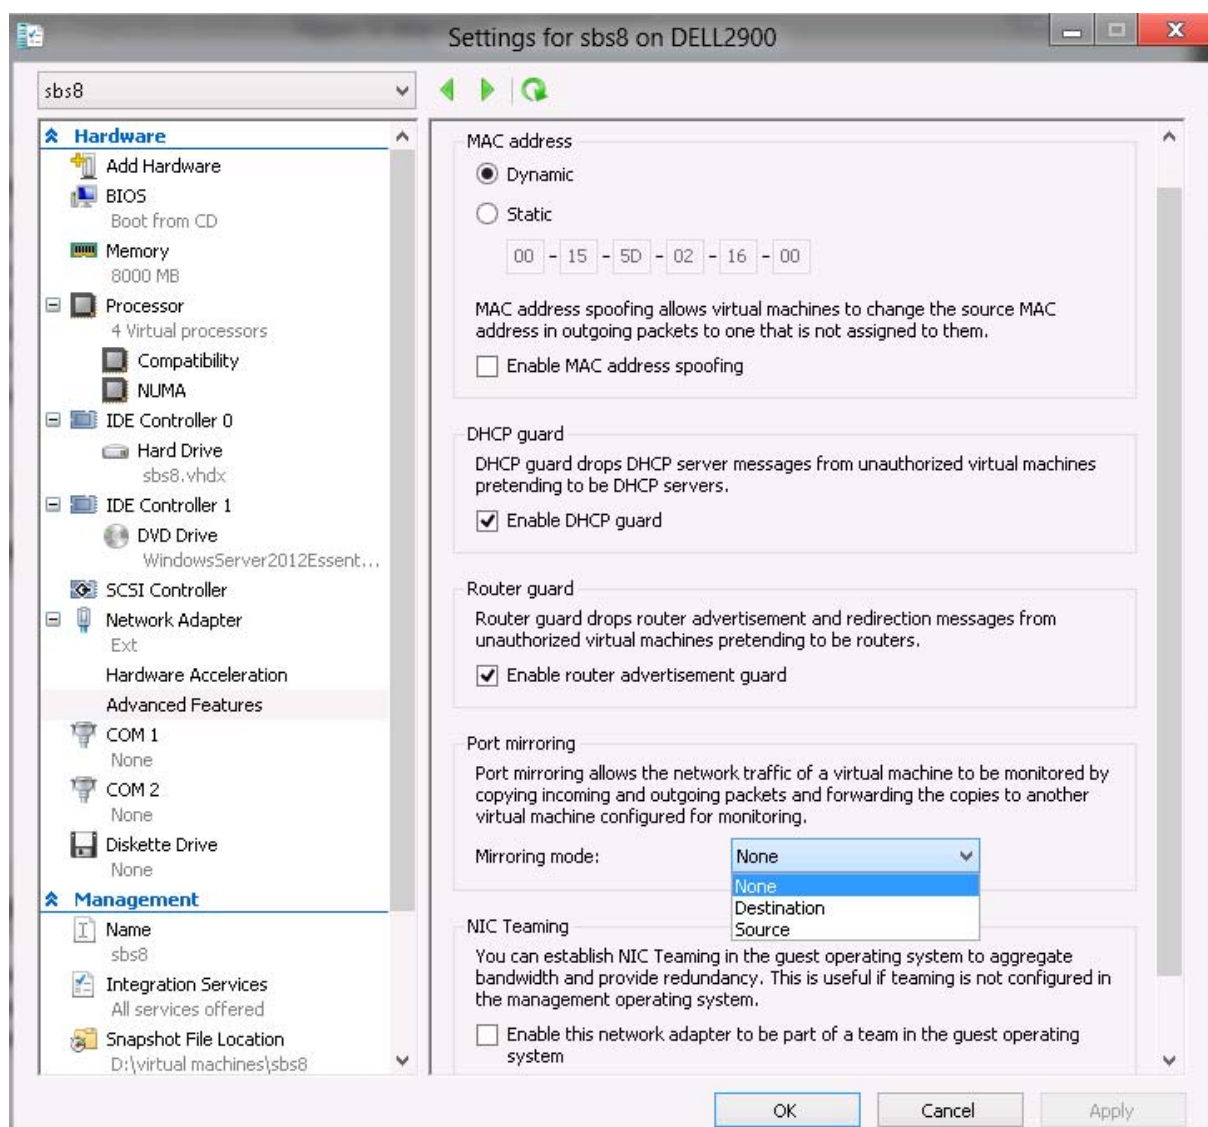 Settings for sbs8 on DELL2900
sbs8
Hardware
Add Hardware
BIOS
Boot from CD
Memory
8000 MB
Processor
4 Virtual processors
Compatibility
NUMA
IDE Controller 0
Hard Drive
sbs8.vhdx
IDE Controller 1
DVD Drive
WindowsServer2012Essent...
SCSI Controller
Network Adapter
Ext
Hardware Acceleration
Advanced Features
COM 1
None
COM 2
None
Diskette Drive
None
Management
Name
sbs8
Integration Services
All services offered
Snapshot File Location
D:\virtual machines\sbs8
MAC address
Dynamic
Static
00 - 15 - 5D - 02 - 16 - 00
MAC address spoofing allows virtual machines to change the source MAC
address in outgoing packets to one that is not assigned to them.
Enable MAC address spoofing
DHCP guard
DHCP guard drops DHCP server messages from unauthorized virtual machines
pretending to be DHCP servers.
Enable DHCP guard
Router guard
Router guard drops router advertisement and redirection messages from
unauthorized virtual machines pretending to be routers.
Enable router advertisement guard
Port mirroring
Port mirroring allows the network traffic of a virtual machine to be monitored by
copying incoming and outgoing packets and forwarding the copies to another
virtual machine configured for monitoring.
Mirroring mode: None
None
Destination
Source
NIC Teaming
You can establish NIC Teaming in the guest operating system to aggregate
bandwidth and provide redundancy. This is useful if teaming is not configured in
the management operating system.
Enable this network adapter to be part of a team in the guest operating
system
OK Cancel Apply